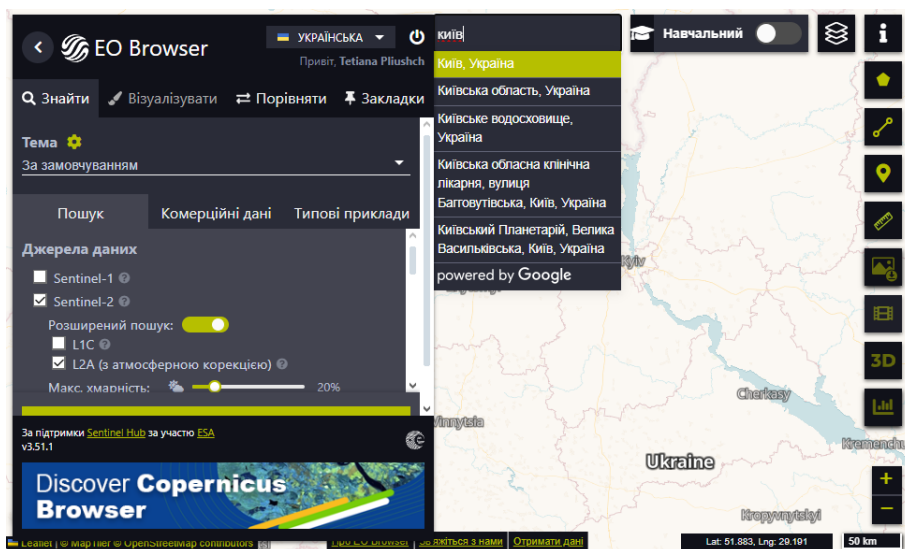 EO Browser
УКРАЇНСЬКА
Привіт, Tetiana Pliushch
Знайти
Візуалізувати
Порівняти
Закладки
Тема
За замовчуванням
Пошук
Комерційні дані
Типові приклади
Джерела даних
Sentinel-1
Sentinel-2
Розширений пошук:
L1C
L2A (з атмосферною корекцією)
Макс. хмарність:
20%
За підтримки Sentinel Hub за участю ESA
v3.51.1
Discover Copernicus
Browser
київ
Київ, Україна
Київська область, Україна
Київське водосховище,
Україна
Київська обласна клінічна
лікарня, вулиця
Багговутівська, Київ, Україна
Київський Планетарій, Велика
Васильківська, Київ, Україна
powered by Google
Навчальний
3D
Kyiv
Cherkasy
Vinnytsia
Kremenchu
Ukraine
Kropyvnytskyi
Leaflet | © MapTiler © OpenStreetMap contributors
Про EO Browser
Зв'яжіться з нами
Отримати дані
Lat: 51.883, Lng: 29.191
50 km